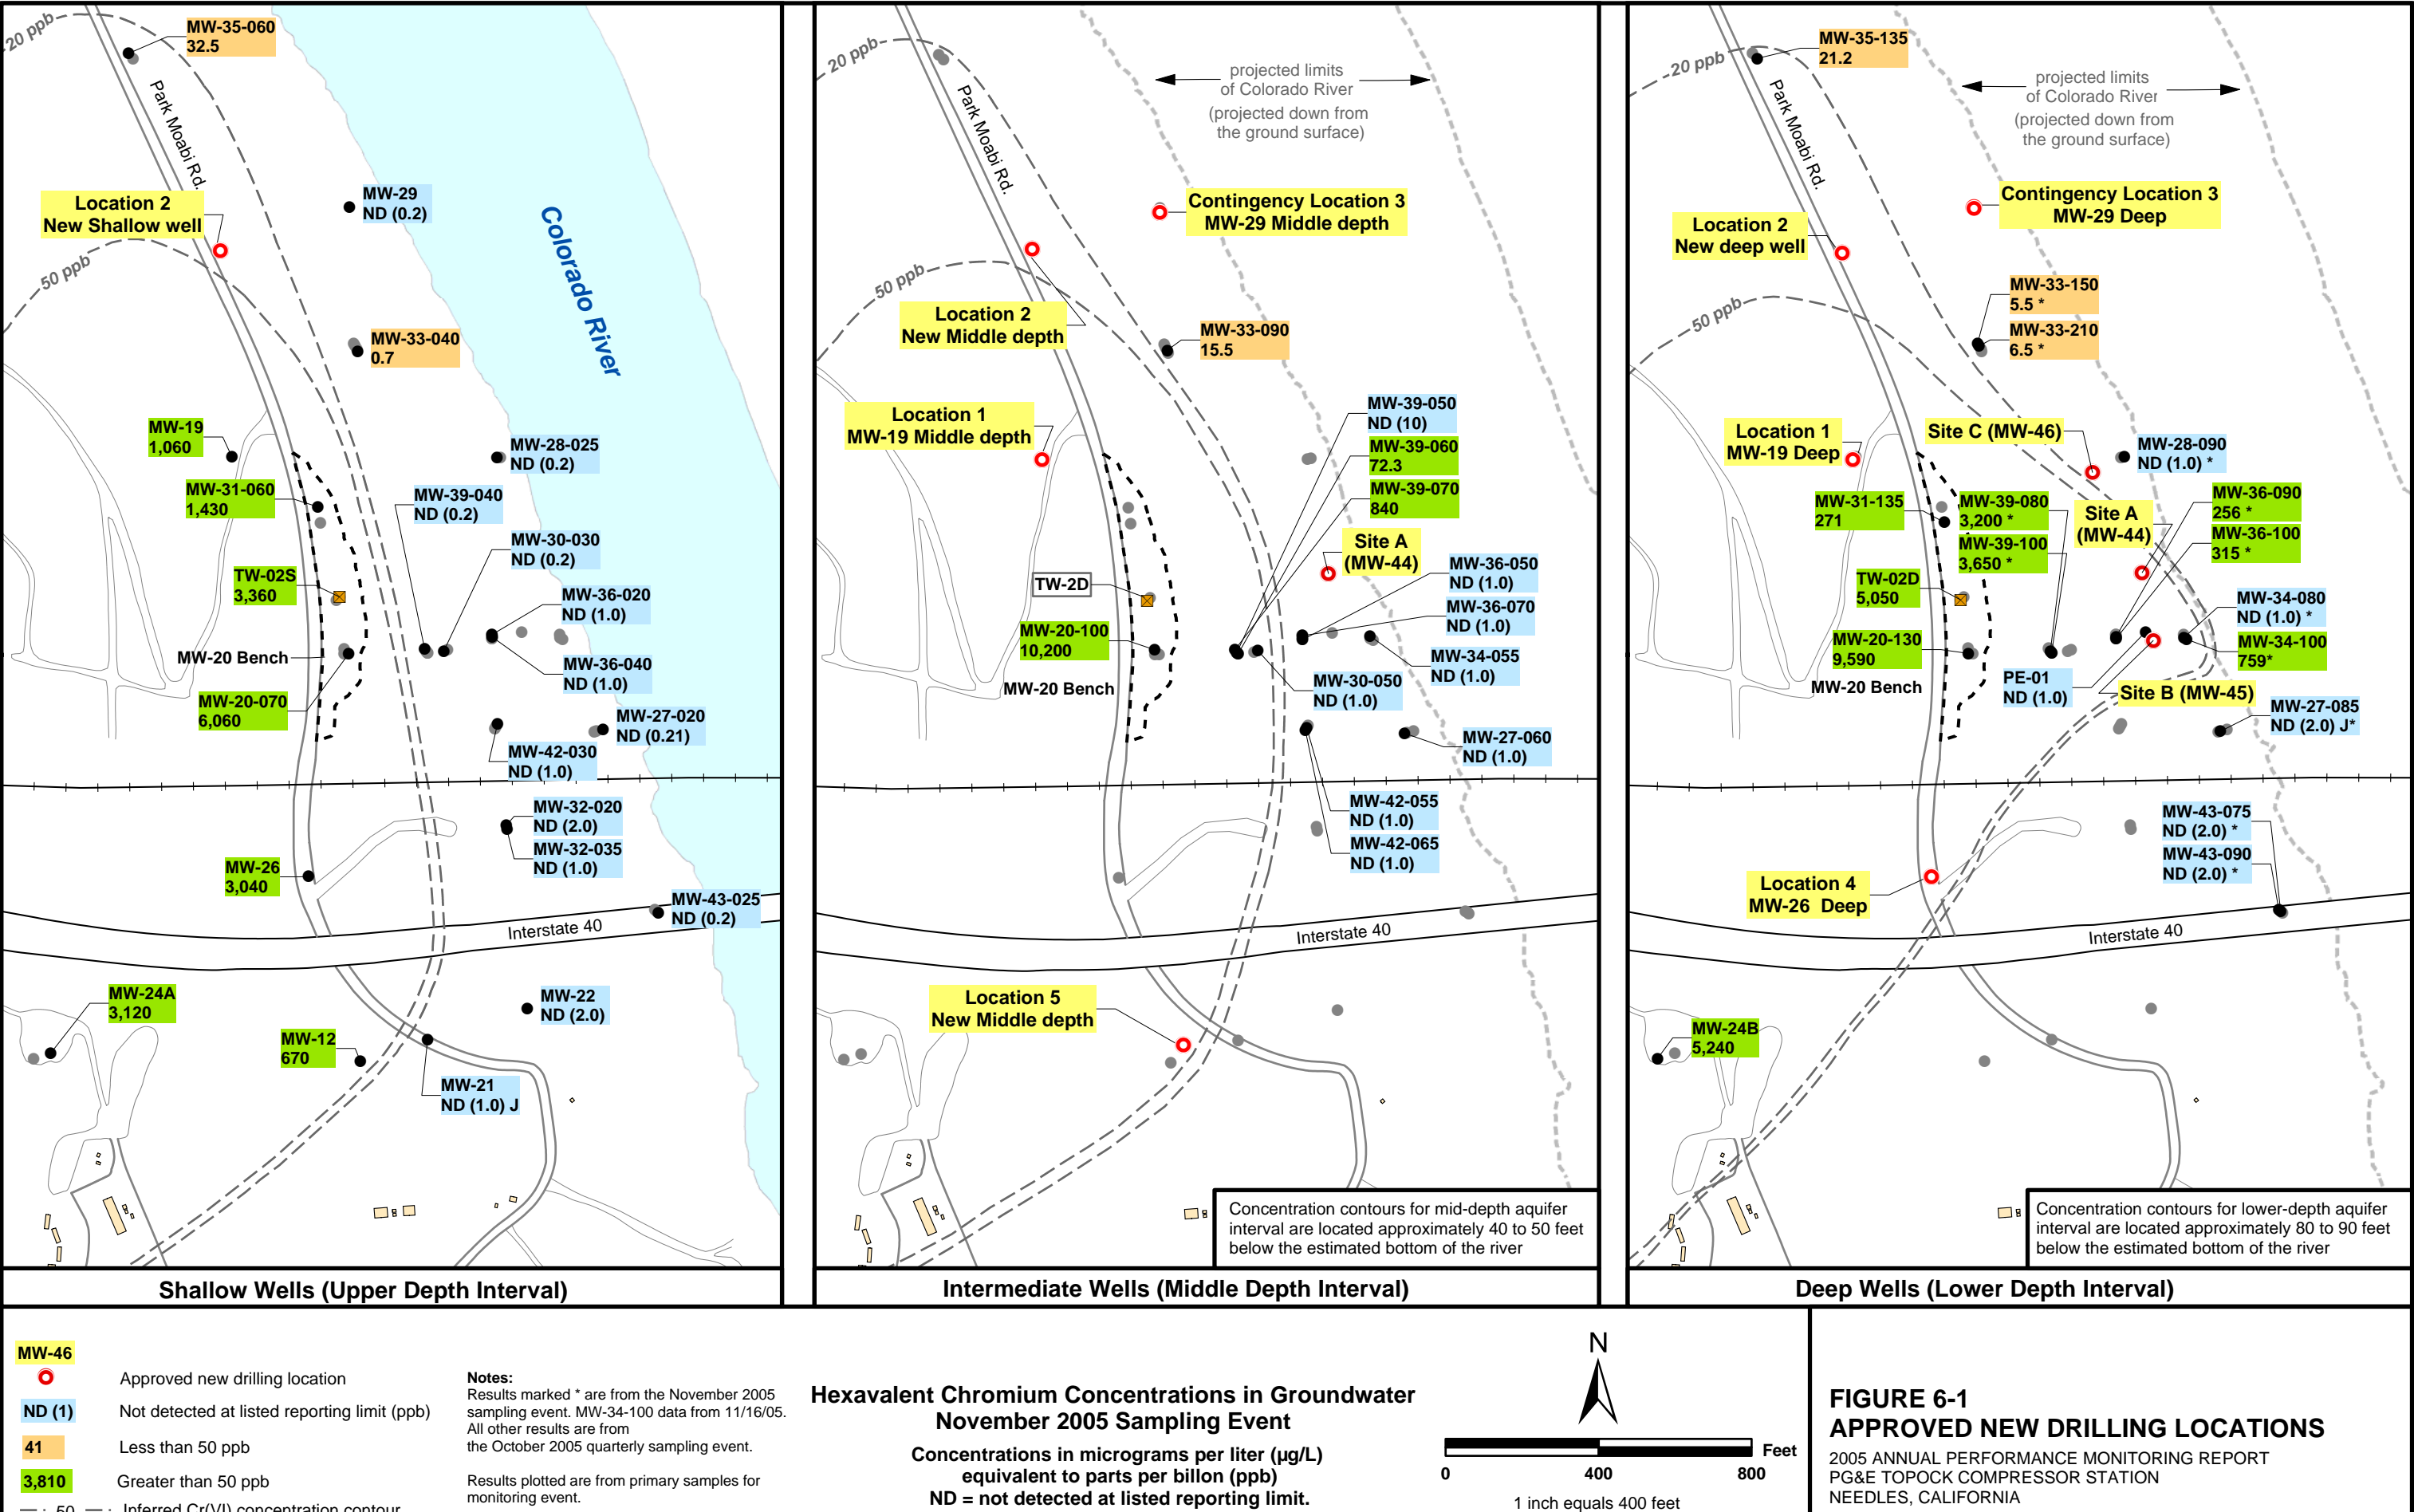 20 ppb
MW-35-060
32.5
Park Moabi Rd.
Location 2
New Shallow well
MW-29
ND (0.2)
Colorado River
50 ppb
MW-33-040
0.7
MW-19
1,060
MW-28-025
ND (0.2)
MW-31-060
1,430
MW-39-040
ND (0.2)
MW-30-030
ND (0.2)
TW-02S
3,360
MW-36-020
ND (1.0)
MW-20 Bench
MW-36-040
ND (1.0)
MW-20-070
6,060
MW-27-020
ND (0.21)
MW-42-030
ND (1.0)
MW-32-020
ND (2.0)
MW-32-035
ND (1.0)
MW-26
3,040
MW-43-025
ND (0.2)
Interstate 40
MW-24A
3,120
MW-22
ND (2.0)
MW-12
670
MW-21
ND (1.0) J
Shallow Wells (Upper Depth Interval)
20 ppb
projected limits
of Colorado River
(projected down from
the ground surface)
Park Moabi Rd.
Contingency Location 3
MW-29 Middle depth
50 ppb
Location 2
New Middle depth
MW-33-090
15.5
Location 1
MW-19 Middle depth
MW-39-050
ND (10)
MW-39-060
72.3
MW-39-070
840
Site A
(MW-44)
MW-36-050
ND (1.0)
TW-2D
MW-36-070
ND (1.0)
MW-20-100
10,200
MW-34-055
ND (1.0)
MW-20 Bench
MW-30-050
ND (1.0)
MW-27-060
ND (1.0)
MW-42-055
ND (1.0)
MW-42-065
ND (1.0)
Interstate 40
Location 5
New Middle depth
Concentration contours for mid-depth aquifer
interval are located approximately 40 to 50 feet
below the estimated bottom of the river
Intermediate Wells (Middle Depth Interval)
MW-35-135
21.2
20 ppb
projected limits
of Colorado River
(projected down from
the ground surface)
Park Moabi Rd.
Contingency Location 3
MW-29 Deep
Location 2
New deep well
MW-33-150
5.5 *
50 ppb
MW-33-210
6.5 *
Location 1
MW-19 Deep
Site C (MW-46)
MW-28-090
ND (1.0) *
MW-31-135
271
MW-39-080
3,200 *
MW-36-090
256 *
Site A
(MW-44)
MW-36-100
315 *
MW-39-100
3,650 *
TW-02D
5,050
MW-34-080
ND (1.0) *
MW-20-130
9,590
MW-34-100
759*
MW-20 Bench
PE-01
ND (1.0)
Site B (MW-45)
MW-27-085
ND (2.0) J*
MW-43-075
ND (2.0) *
MW-43-090
ND (2.0) *
Location 4
MW-26 Deep
Interstate 40
MW-24B
5,240
Concentration contours for lower-depth aquifer
interval are located approximately 80 to 90 feet
below the estimated bottom of the river
Deep Wells (Lower Depth Interval)
MW-46
Approved new drilling location
ND (1) Not detected at listed reporting limit (ppb)
41 Less than 50 ppb
3,810 Greater than 50 ppb
50 Inferred Cr(VI) concentration contour
Notes:
Results marked * are from the November 2005
sampling event. MW-34-100 data from 11/16/05.
All other results are from
the October 2005 quarterly sampling event.
Results plotted are from primary samples for
monitoring event.
Hexavalent Chromium Concentrations in Groundwater
November 2005 Sampling Event
Concentrations in micrograms per liter (µg/L)
equivalent to parts per billon (ppb)
ND = not detected at listed reporting limit.
N
Feet
0 400 800
1 inch equals 400 feet
FIGURE 6-1
APPROVED NEW DRILLING LOCATIONS
2005 ANNUAL PERFORMANCE MONITORING REPORT
PG&E TOPOCK COMPRESSOR STATION
NEEDLES, CALIFORNIA